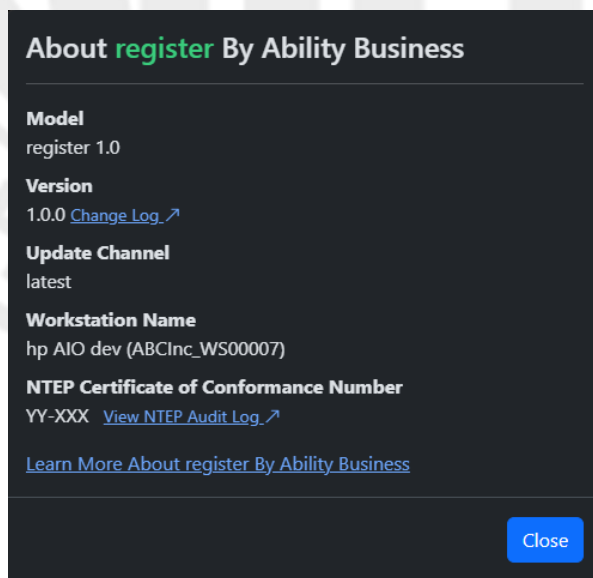 About register By Ability Business
Model
register 1.0
Version
1.0.0 Change Log ↗
Update Channel
latest
Workstation Name
hp AIO dev (ABCInc_WS00007)
NTEP Certificate of Conformance Number
YY-XXX View NTEP Audit Log ↗
Learn More About register By Ability Business
Close